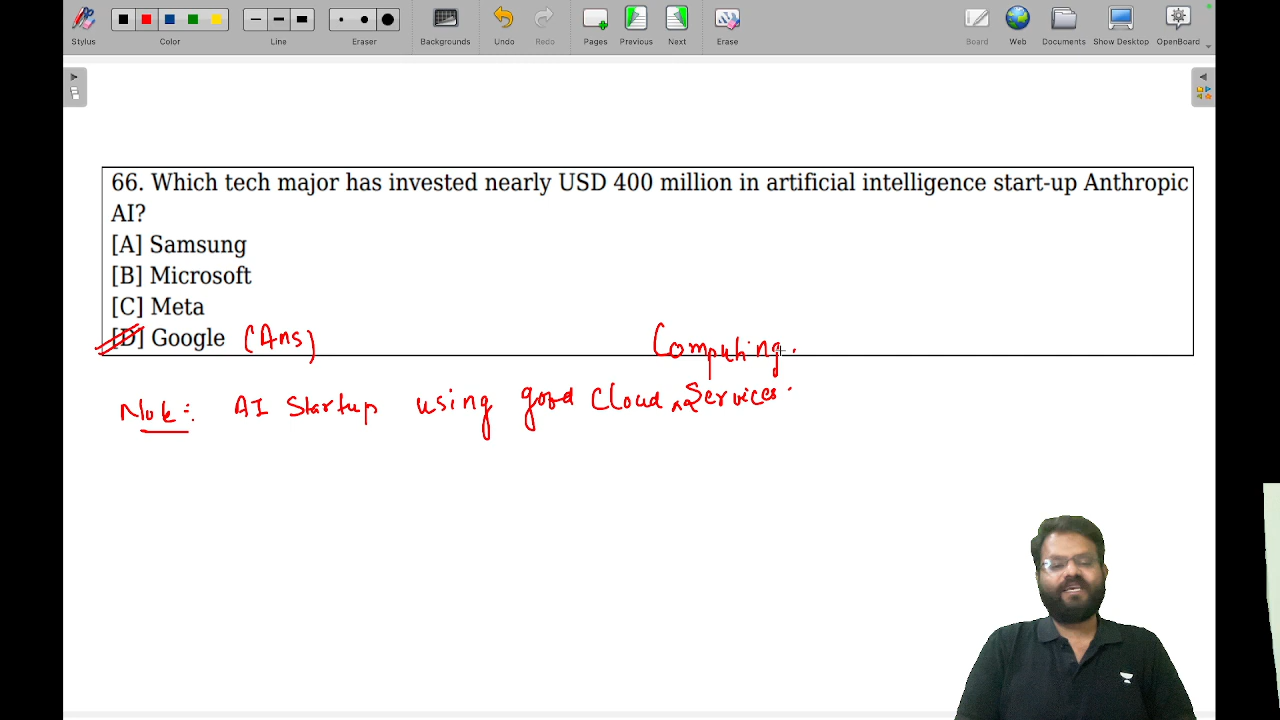 Stylus Color Line Eraser Backgrounds Undo Redo Pages Previous Next Erase Board Web Documents Show Desktop OpenBoard
66. Which tech major has invested nearly USD 400 million in artificial intelligence start-up Anthropic
AI?
[A] Samsung
[B] Microsoft
[C] Meta
[D] Google (Ans)
Computing.
Note: AI Startup using good Cloud Services.